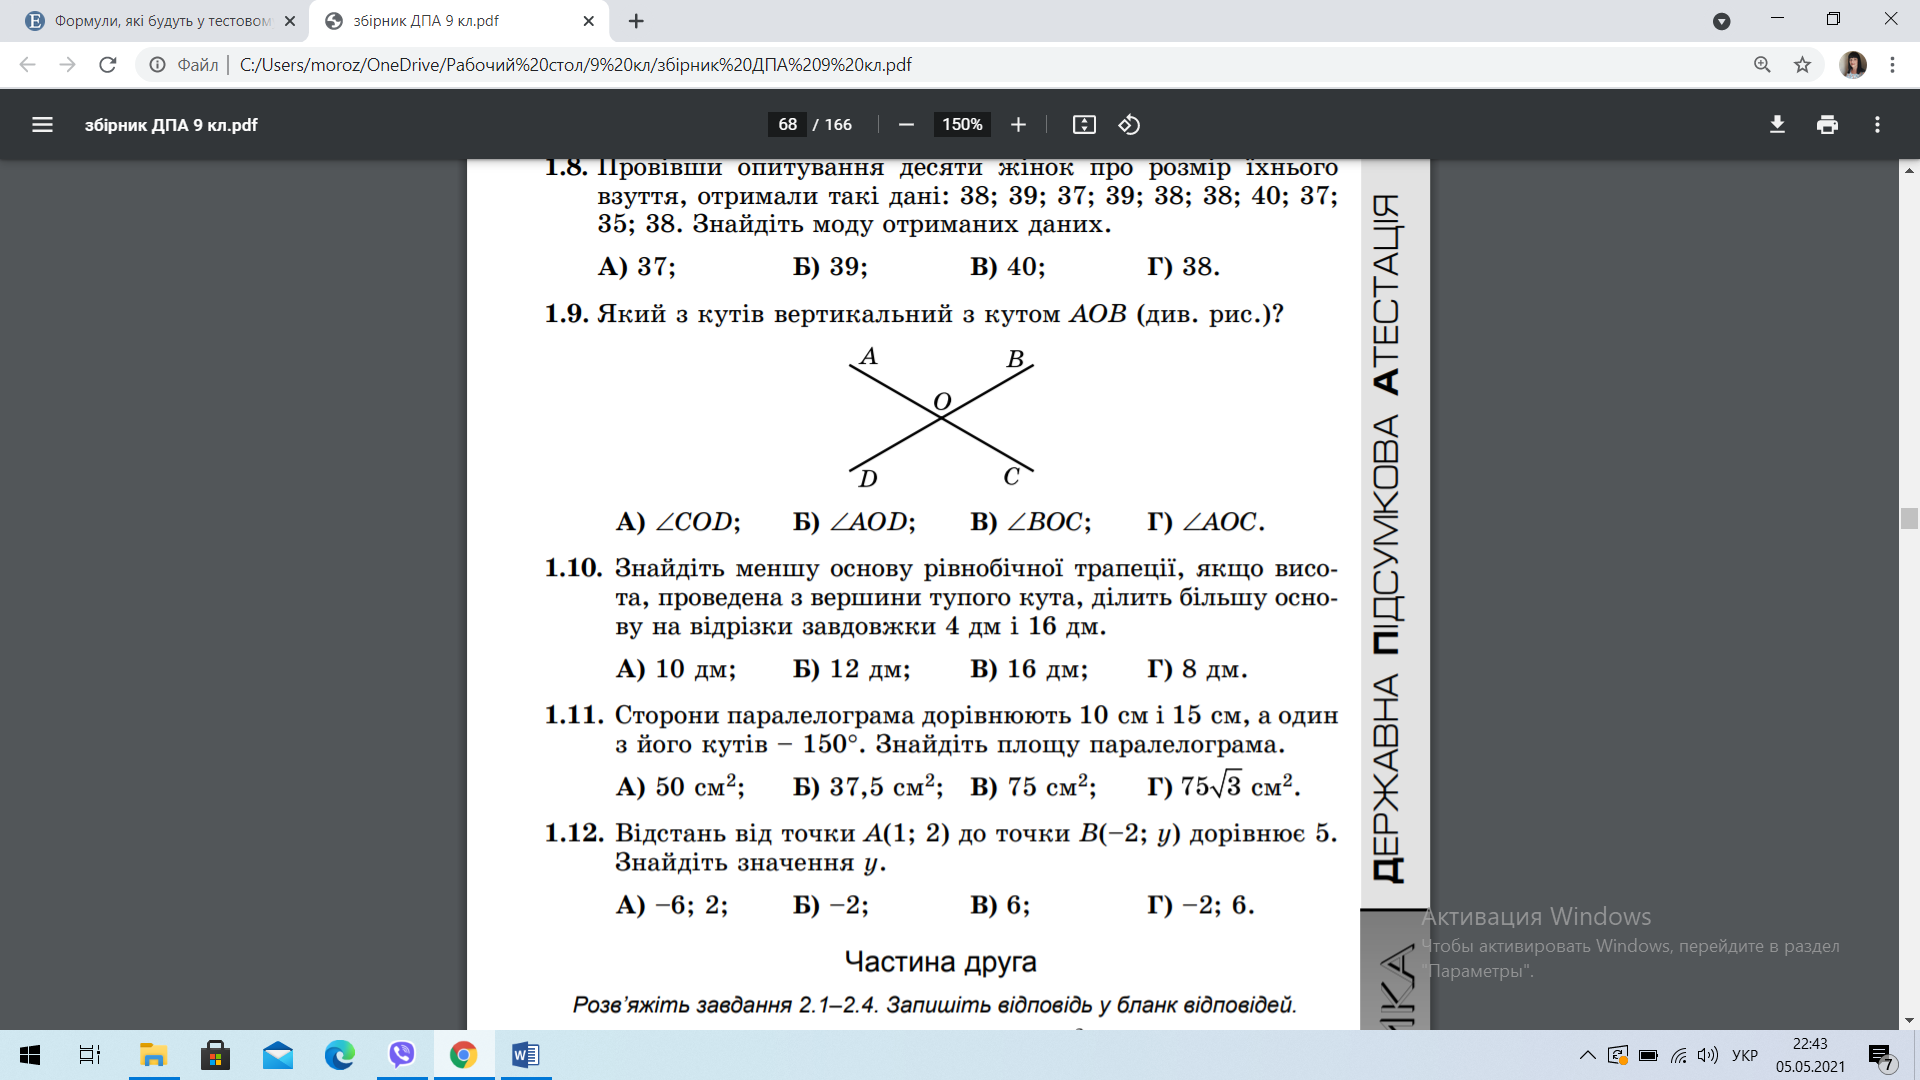 Формули, які будуть у тестовом
збірник ДПА 9 кл.pdf
Файл
C:/Users/moroz/OneDrive/Рабочий%20стол/9%20кл/збірник%20ДПА%209%20кл.pdf
збірник ДПА 9 кл.pdf
68 / 166
150%
1.8. Провівши опитування десяти жінок про розмір їхнього
взуття, отримали такі дані: 38; 39; 37; 39; 38; 38; 40; 37;
35; 38. Знайдіть моду отриманих даних.
А) 37; Б) 39; В) 40; Г) 38.
1.9. Який з кутів вертикальний з кутом AOB (див. рис.)?
A B
O
D C
А) ∠COD; Б) ∠AOD; В) ∠BOC; Г) ∠AOC.
1.10. Знайдіть меншу основу рівнобічної трапеції, якщо висо-
та, проведена з вершини тупого кута, ділить більшу осно-
ву на відрізки завдовжки 4 дм і 16 дм.
А) 10 дм; Б) 12 дм; В) 16 дм; Г) 8 дм.
1.11. Сторони паралелограма дорівнюють 10 см і 15 см, а один
з його кутів – 150°. Знайдіть площу паралелограма.
А) 50 см²; Б) 37,5 см²; В) 75 см²; Г) 75√3 см².
1.12. Відстань від точки A(1; 2) до точки B(−2; y) дорівнює 5.
Знайдіть значення y.
А) −6; 2; Б) −2; В) 6; Г) −2; 6.
Частина друга
Розв’яжіть завдання 2.1–2.4. Запишіть відповідь у бланк відповідей.
ДЕРЖАВНА ПІДСУМКОВА АТЕСТАЦІЯ
Активация Windows
Чтобы активировать Windows, перейдите в раздел
"Параметры".
УКР
22:43
05.05.2021
7